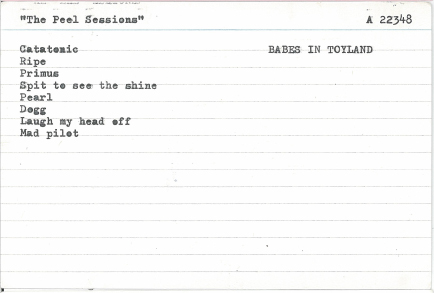 "The Peel Sessions" A 22348
Catatonic BABES IN TOYLAND
Ripe
Primus
Spit to see the shine
Pearl
Dogg
Laugh my head off
Mad pilot